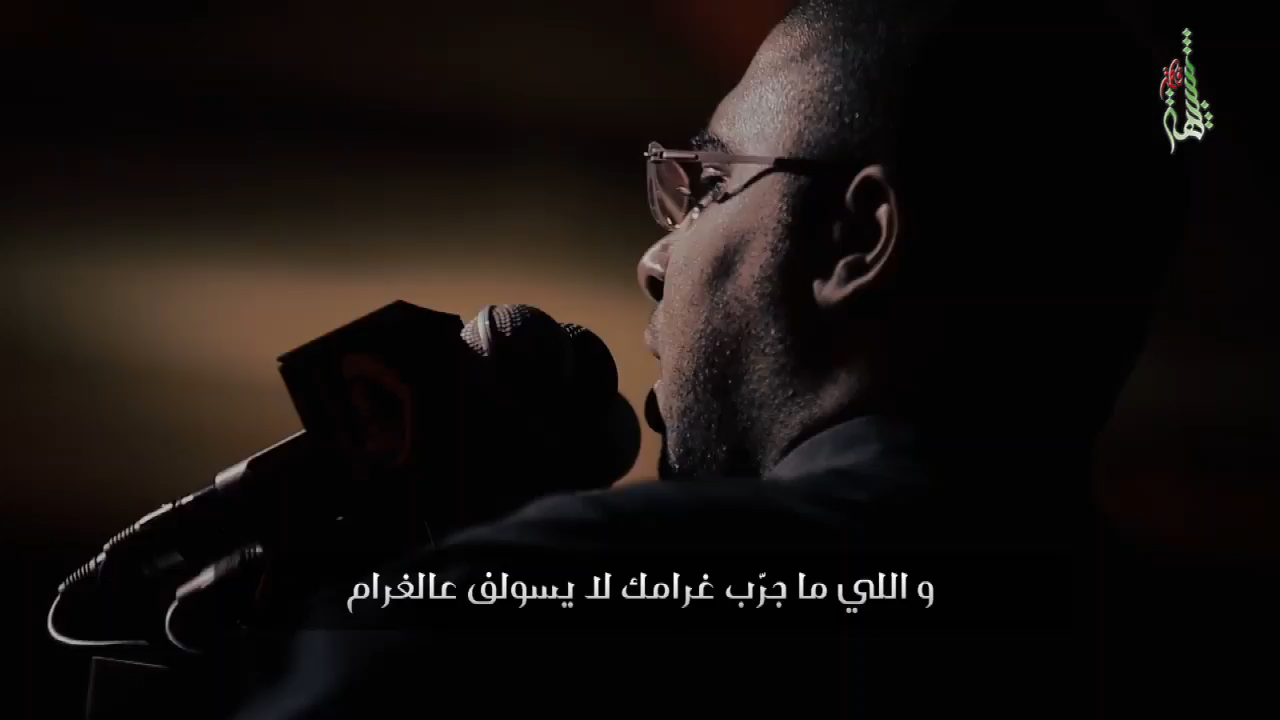 و اللي ما جرّب غرامك لا يسولف عالغرام